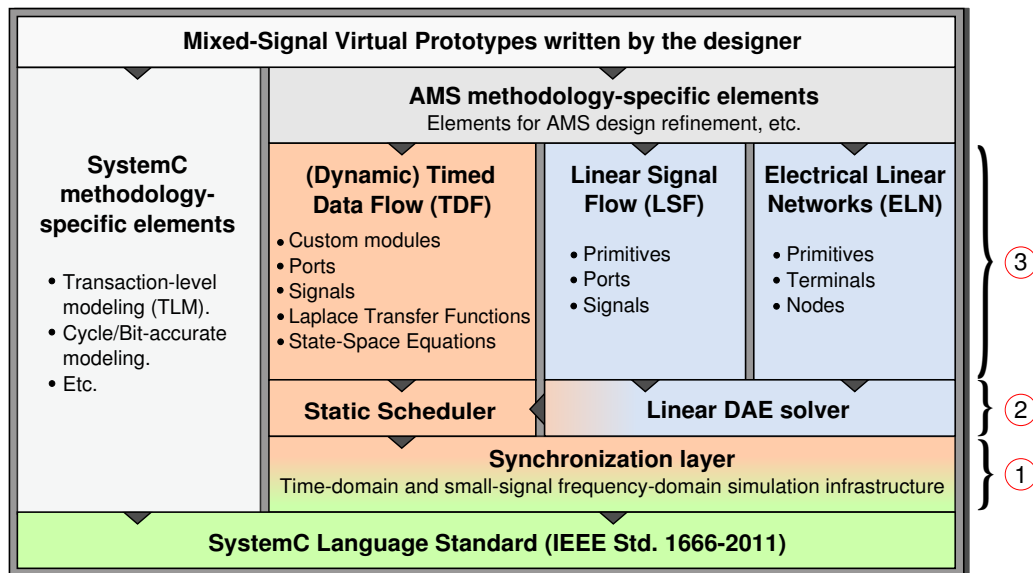 Mixed-Signal Virtual Prototypes written by the designer
AMS methodology-specific elements
Elements for AMS design refinement, etc.
SystemC
methodology-
specific elements
• Transaction-level
modeling (TLM).
• Cycle/Bit-accurate
modeling.
• Etc.
(Dynamic) Timed
Data Flow (TDF)
• Custom modules
• Ports
• Signals
• Laplace Transfer Functions
• State-Space Equations
Linear Signal
Flow (LSF)
• Primitives
• Ports
• Signals
Electrical Linear
Networks (ELN)
• Primitives
• Terminals
• Nodes
3
Static Scheduler
Linear DAE solver
2
Synchronization layer
Time-domain and small-signal frequency-domain simulation infrastructure
1
SystemC Language Standard (IEEE Std. 1666-2011)